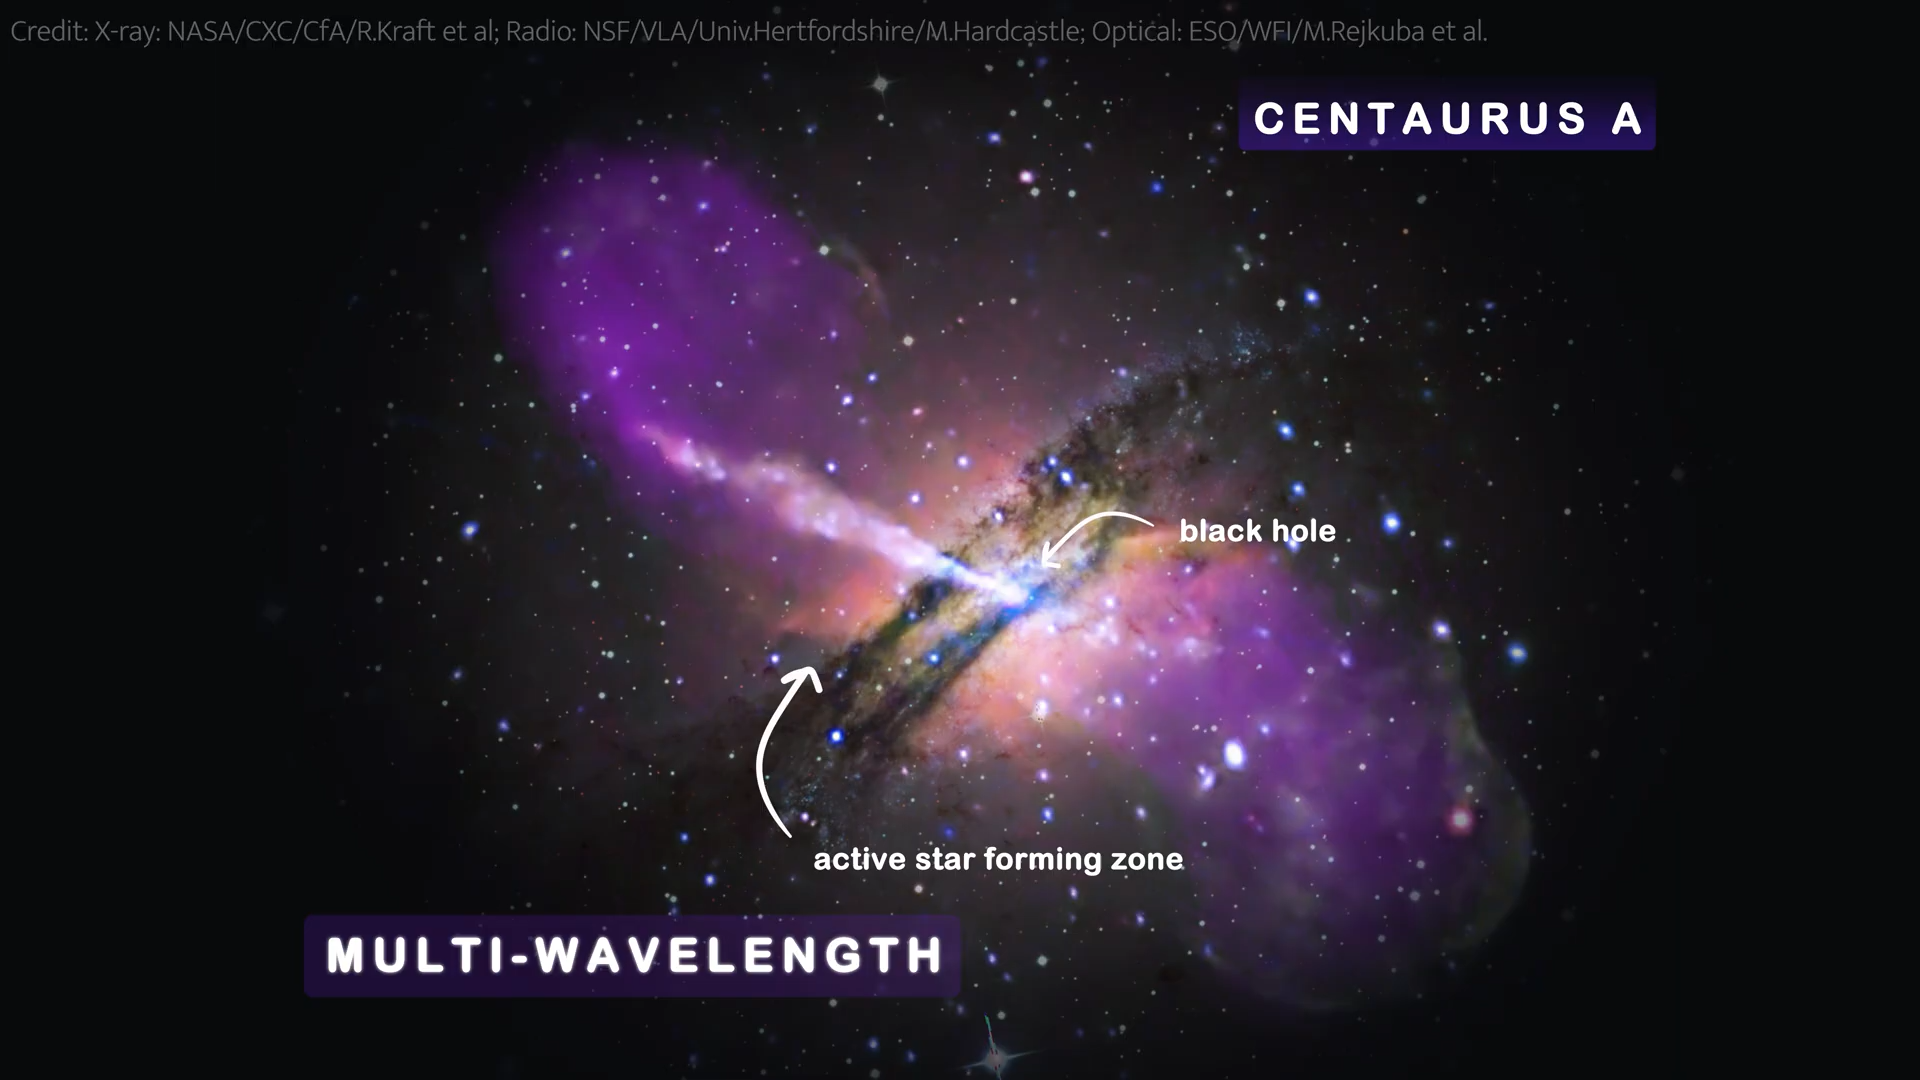 Credit: X-ray: NASA/CXC/CfA/R.Kraft et al; Radio: NSF/VLA/Univ.Hertfordshire/M.Hardcastle; Optical: ESO/WFI/M.Rejkuba et al.
CENTAURUS A
black hole
active star forming zone
MULTI-WAVELENGTH